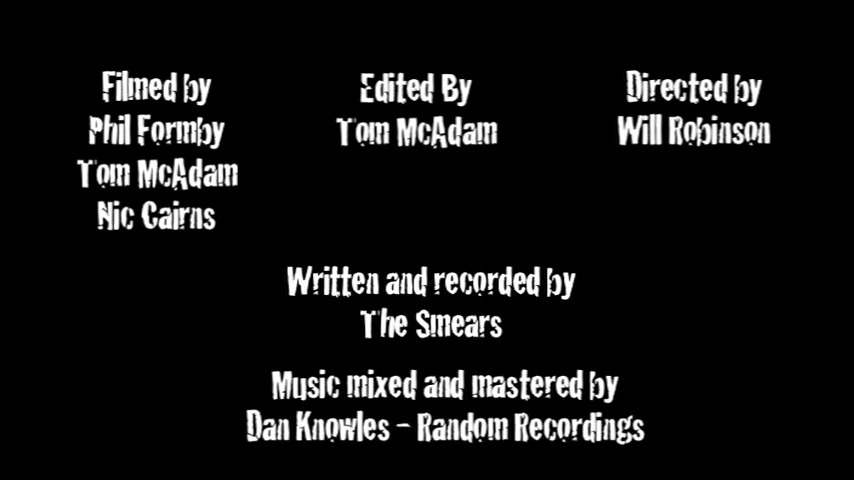 Filmed by
Phil Formby
Tom McAdam
Nic Cairns
Edited By
Tom McAdam
Directed by
Will Robinson
Written and recorded by
The Smears
Music mixed and mastered by
Dan Knowles – Random Recordings